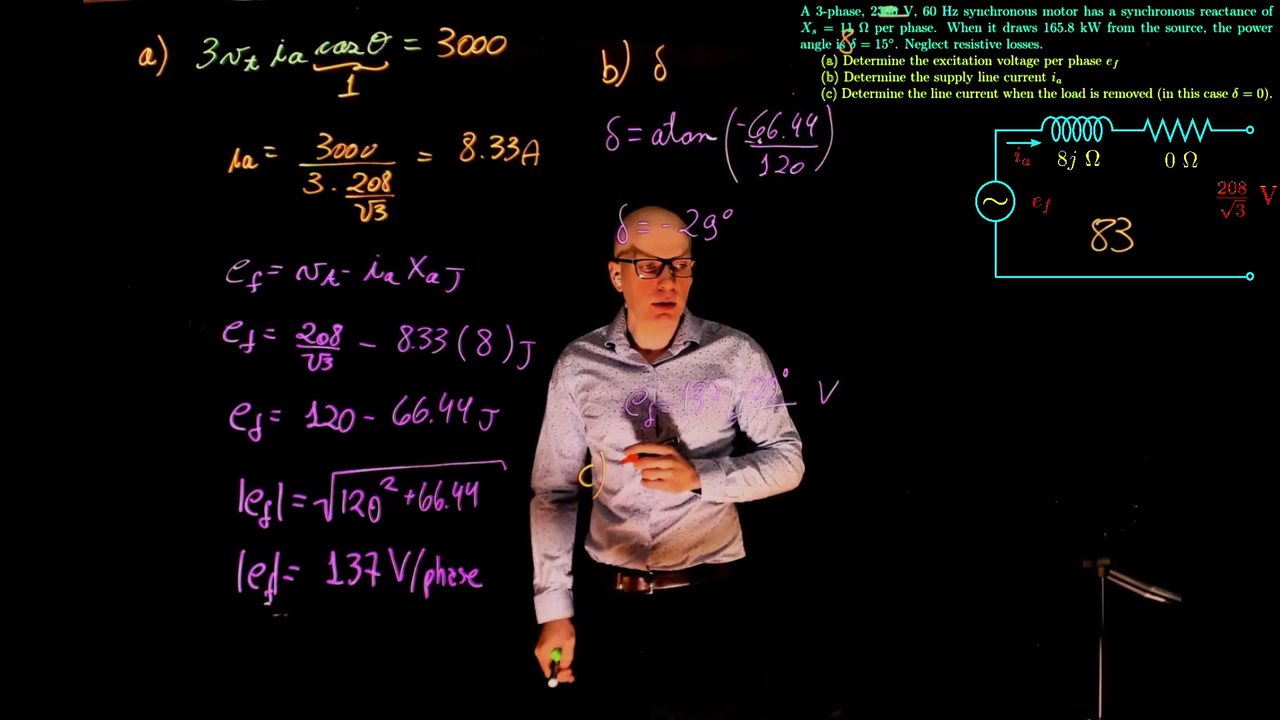 a) 3vt ia cosθ = 3000
1
ia = 3000 / (3 · 208/√3) = 8.33A
ef = vt - ia Xa J
ef = 208/√3 - 8.33 (8) J
ef = 120 - 66.44 J
|ef| = √(120² + 66.44)
|ef| = 137 V/phase
b) δ
δ = atan (-66.44 / 120)
δ = -29°
ef = 137 -29° V
c)
A 3-phase, V, 60 Hz synchronous motor has a synchronous reactance of
Xs = 11 Ω per phase. When it draws 165.8 kW from the source, the power
8
angle is δ = 15°. Neglect resistive losses.
(a) Determine the excitation voltage per phase ef
(b) Determine the supply line current ia
(c) Determine the line current when the load is removed (in this case δ = 0).
ia
8j Ω
0 Ω
~
ef
208/√3 V
83